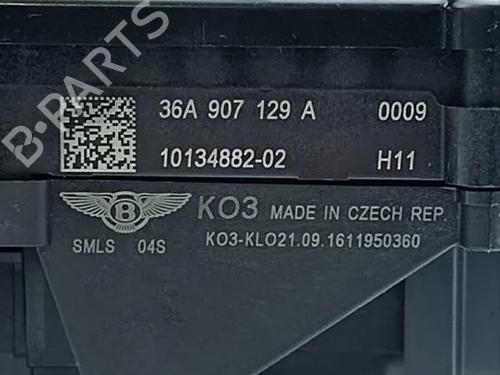 36A 907 129 A 0009
10134882-02 H11
B
KO3 MADE IN CZECH REP.
SMLS 04S KO3-KLO21.09.1611950360
B-PARTS